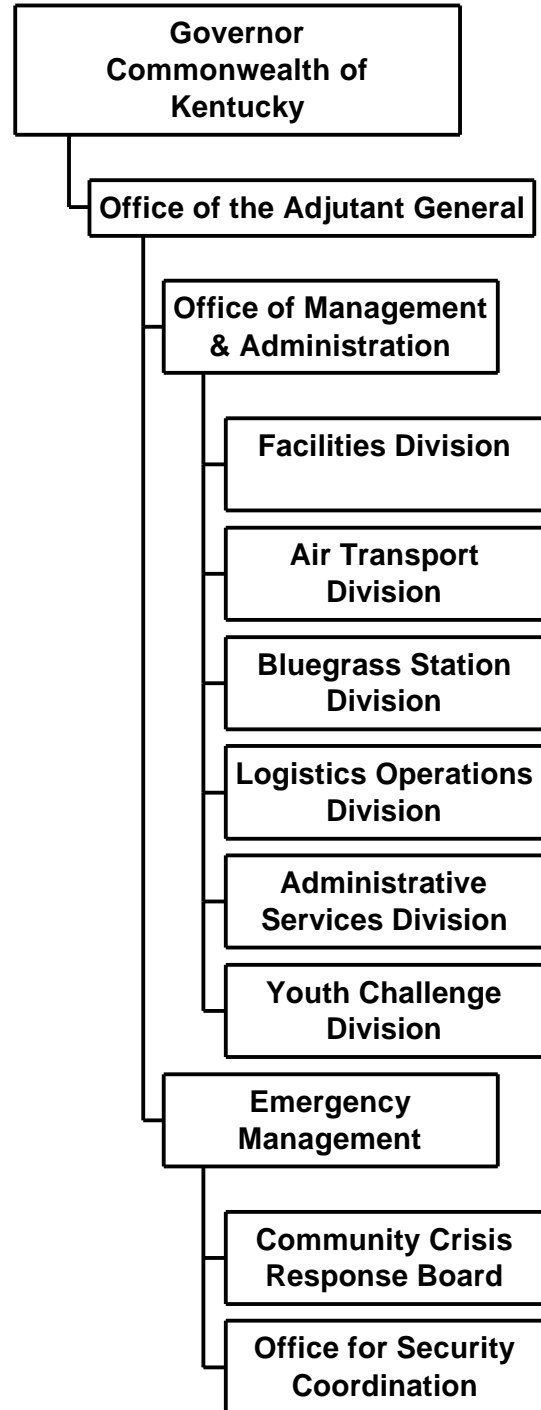 Governor
Commonwealth of
Kentucky
Office of the Adjutant General
Office of Management
& Administration
Facilities Division
Air Transport
Division
Bluegrass Station
Division
Logistics Operations
Division
Administrative
Services Division
Youth Challenge
Division
Emergency
Management
Community Crisis
Response Board
Office for Security
Coordination